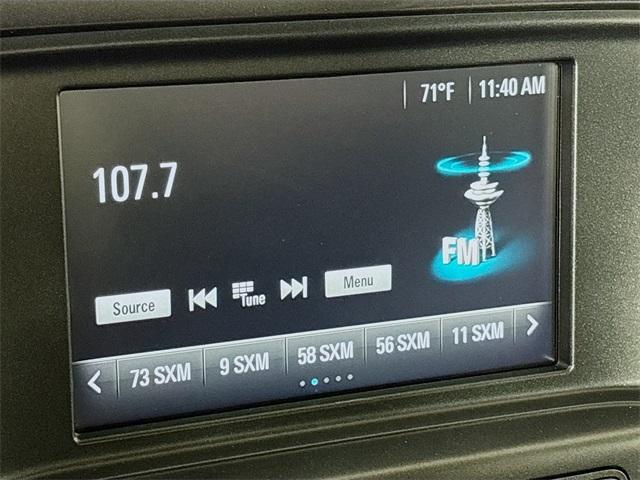 71°F 11:40 AM
107.7
FM
Source Tune Menu
73 SXM 9 SXM 58 SXM 56 SXM 11 SXM